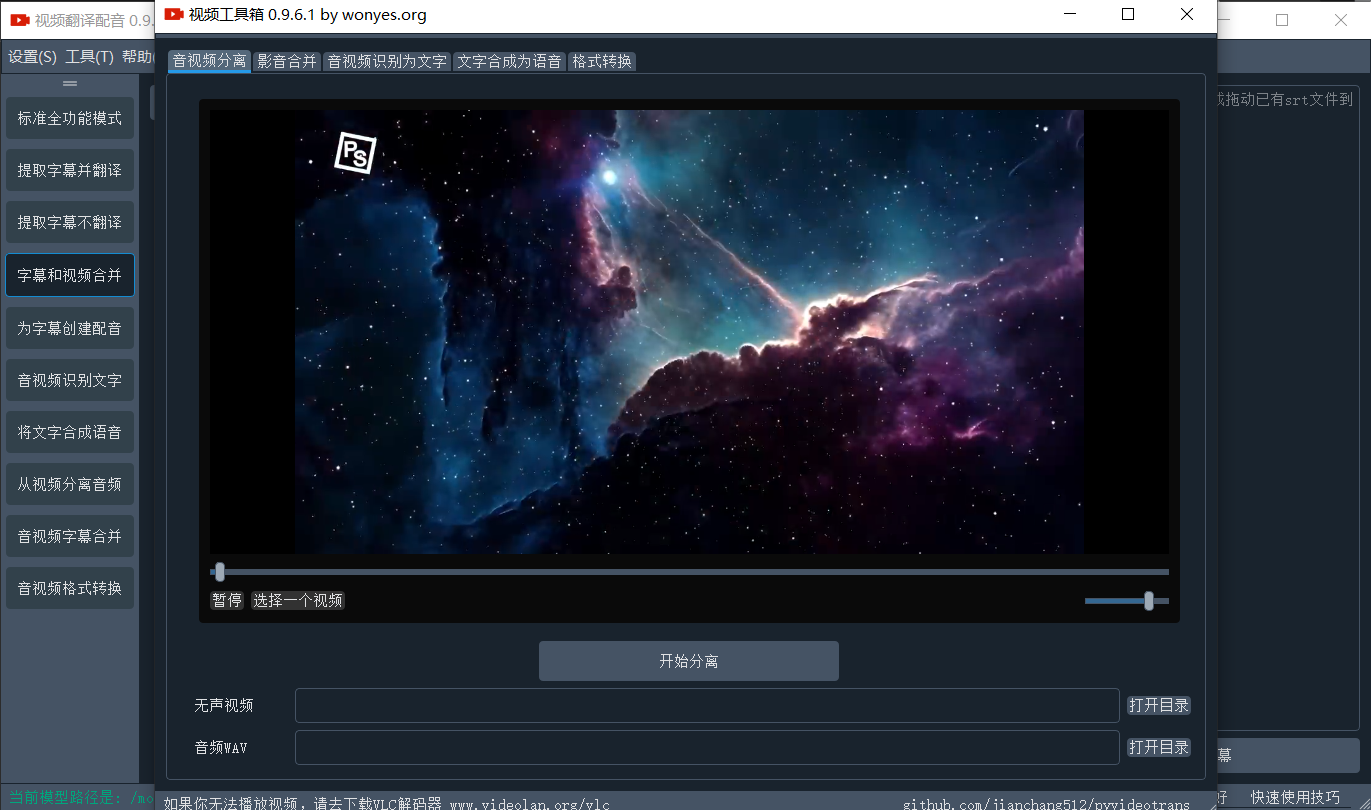 视频翻译配音 0.9.
视频工具箱 0.9.6.1 by wonyes.org
设置(S) 工具(T) 帮助(
音视频分离 影音合并 音视频识别为文字 文字合成为语音 格式转换
或拖动已有srt文件到
标准全功能模式
提取字幕并翻译
提取字幕不翻译
字幕和视频合并
为字幕创建配音
音视频识别文字
将文字合成语音
从视频分离音频
音视频字幕合并
音视频格式转换
PS
暂停 选择一个视频
开始分离
无声视频 打开目录
音频WAV 打开目录
幕
当前模型路径是: /mo
如果你无法播放视频，请去下载VLC解码器 www.videolan.org/vlc github.com/jianchang512/pyvideotrans
好 快速使用技巧